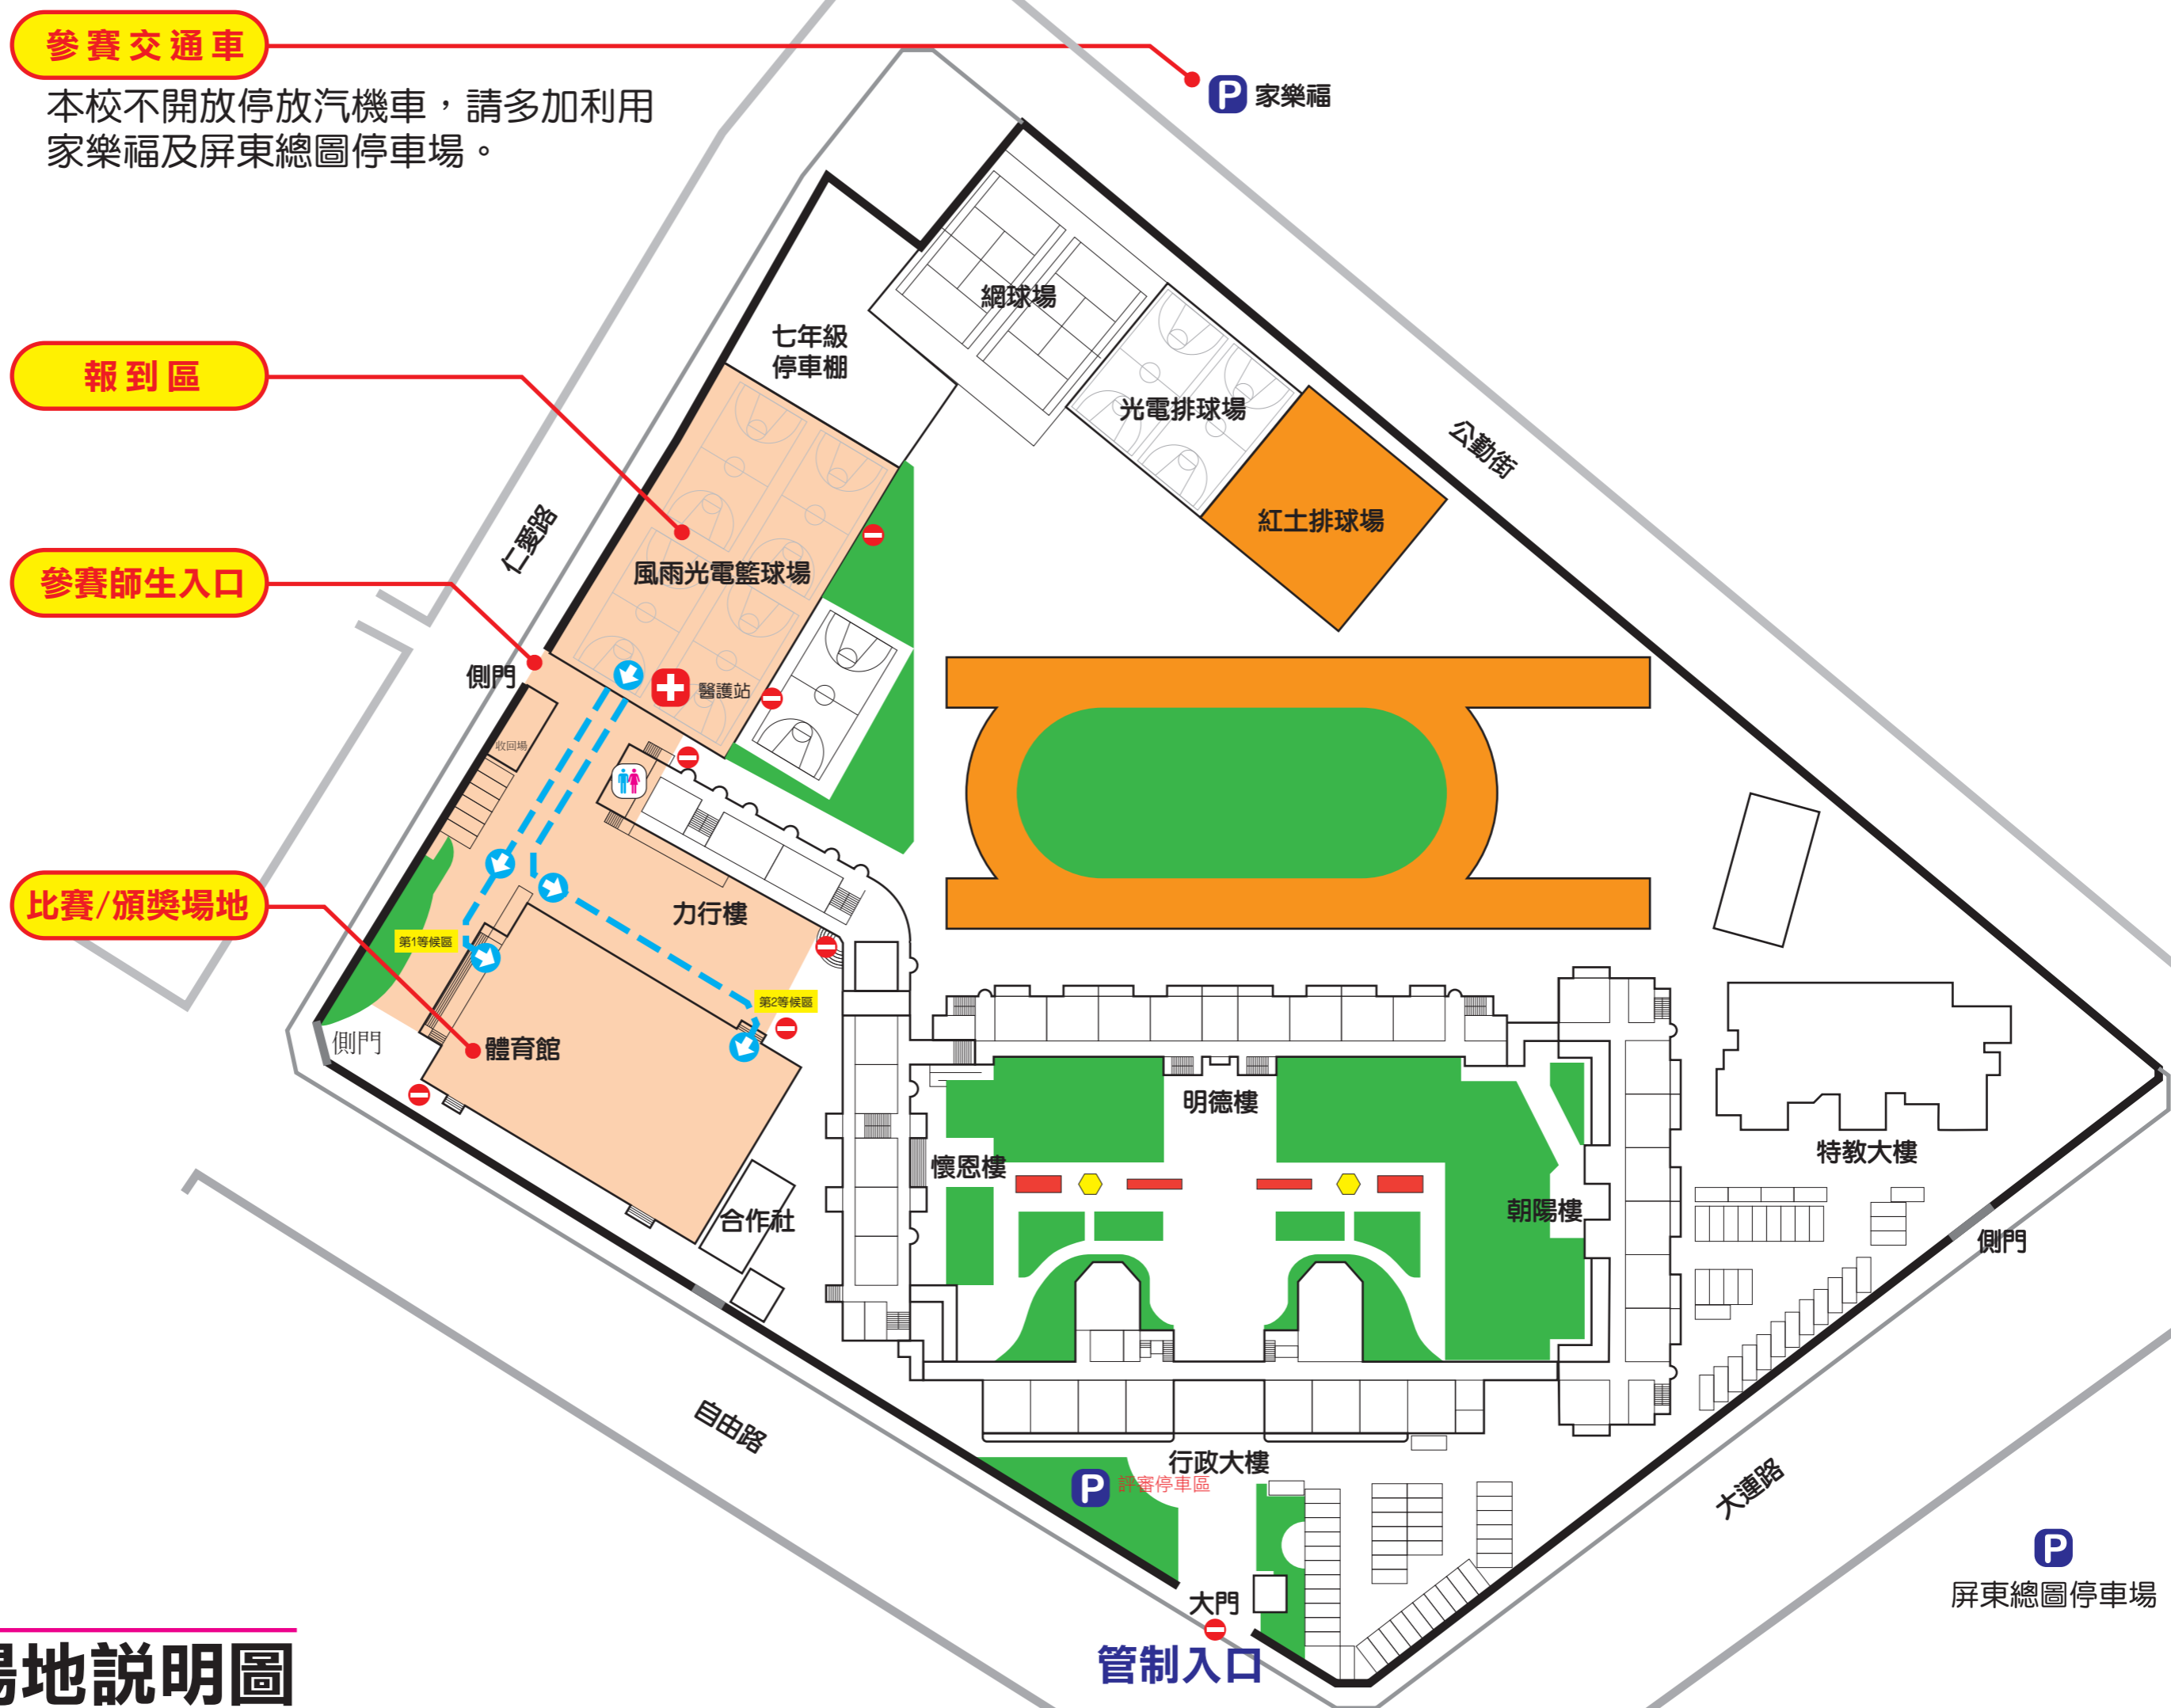 參賽交通車
本校不開放停放汽機車，請多加利用
家樂福及屏東總圖停車場。
P 家樂福
網球場
七年級
停車棚
光電排球場
公勤街
報到區
紅土排球場
仁愛路
風雨光電籃球場
參賽師生入口
側門
醫護站
收回場
比賽/頒獎場地
力行樓
第1等候區
第2等候區
側門
體育館
明德樓
懷恩樓
特教大樓
朝陽樓
合作社
側門
自由路
行政大樓
P 評審停車區
大連路
P
屏東總圖停車場
大門
管制入口
場地説明圖